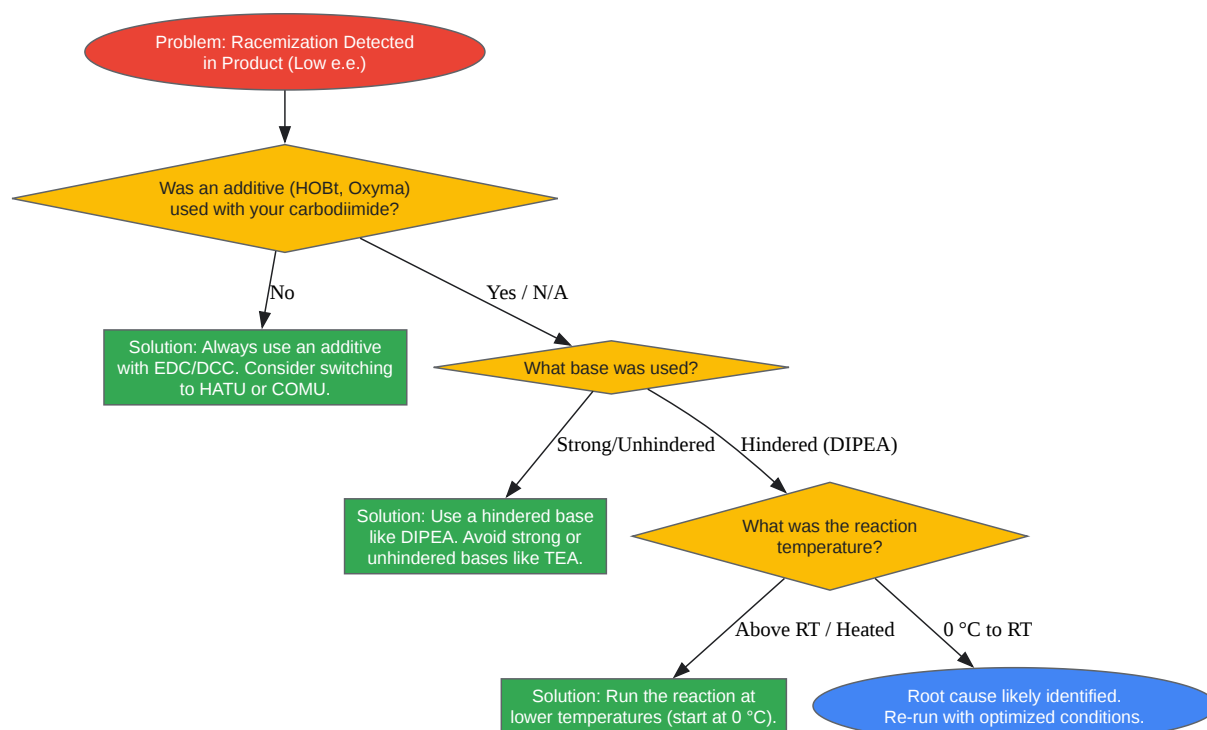 Problem: Racemization Detected
in Product (Low e.e.)
Was an additive (HOBt, Oxyma)
used with your carbodiimide?
No
Yes / N/A
Solution: Always use an additive
with EDC/DCC. Consider switching
to HATU or COMU.
What base was used?
Strong/Unhindered
Hindered (DIPEA)
Solution: Use a hindered base
like DIPEA. Avoid strong or
unhindered bases like TEA.
What was the reaction
temperature?
Above RT / Heated
0 °C to RT
Solution: Run the reaction at
lower temperatures (start at 0 °C).
Root cause likely identified.
Re-run with optimized conditions.